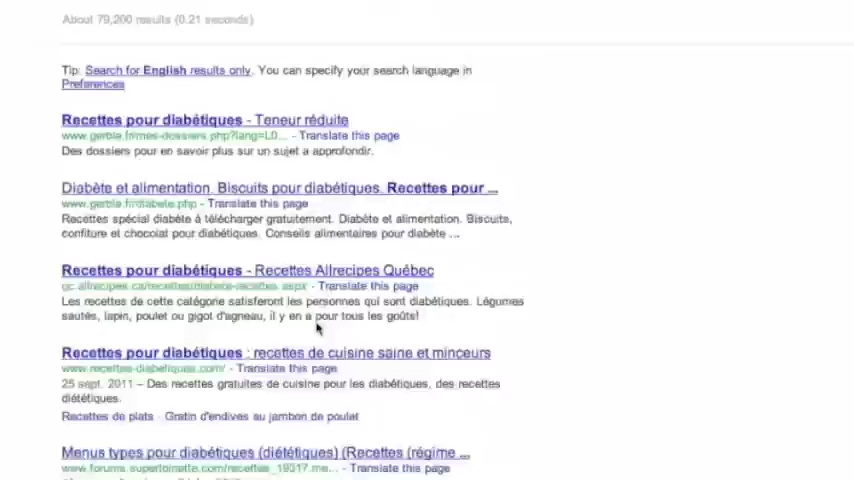 About 79,200 results (0.21 seconds)
Tip: Search for English results only. You can specify your search language in
Preferences
Recettes pour diabétiques - Teneur réduite
www.gerble.fr/mes-dossiers.php?lang=L0... - Translate this page
Des dossiers pour en savoir plus sur un sujet a approfondir.
Diabète et alimentation. Biscuits pour diabétiques. Recettes pour ...
www.gerble.fr/diabete.php - Translate this page
Recettes spécial diabète à télécharger gratuitement. Diabète et alimentation. Biscuits,
confiture et chocolat pour diabétiques. Conseils alimentaires pour diabète ...
Recettes pour diabétiques - Recettes Allrecipes Québec
qc.allrecipes.ca/recettes/diabete-recettes.aspx - Translate this page
Les recettes de cette catégorie satisferont les personnes qui sont diabétiques. Légumes
sautés, lapin, poulet ou gigot d'agneau, il y en a pour tous les goûts!
Recettes pour diabétiques : recettes de cuisine saine et minceurs
www.recettes-diabetiques.com/ - Translate this page
25 sept. 2011 – Des recettes gratuites de cuisine pour les diabétiques, des recettes
diététiques.
Recettes de plats - Gratin d'endives au jambon de poulet
Menus types pour diabétiques (diététiques) (Recettes (régime ...
www.forums.supertoinette.com/recettes_19317.me... - Translate this page